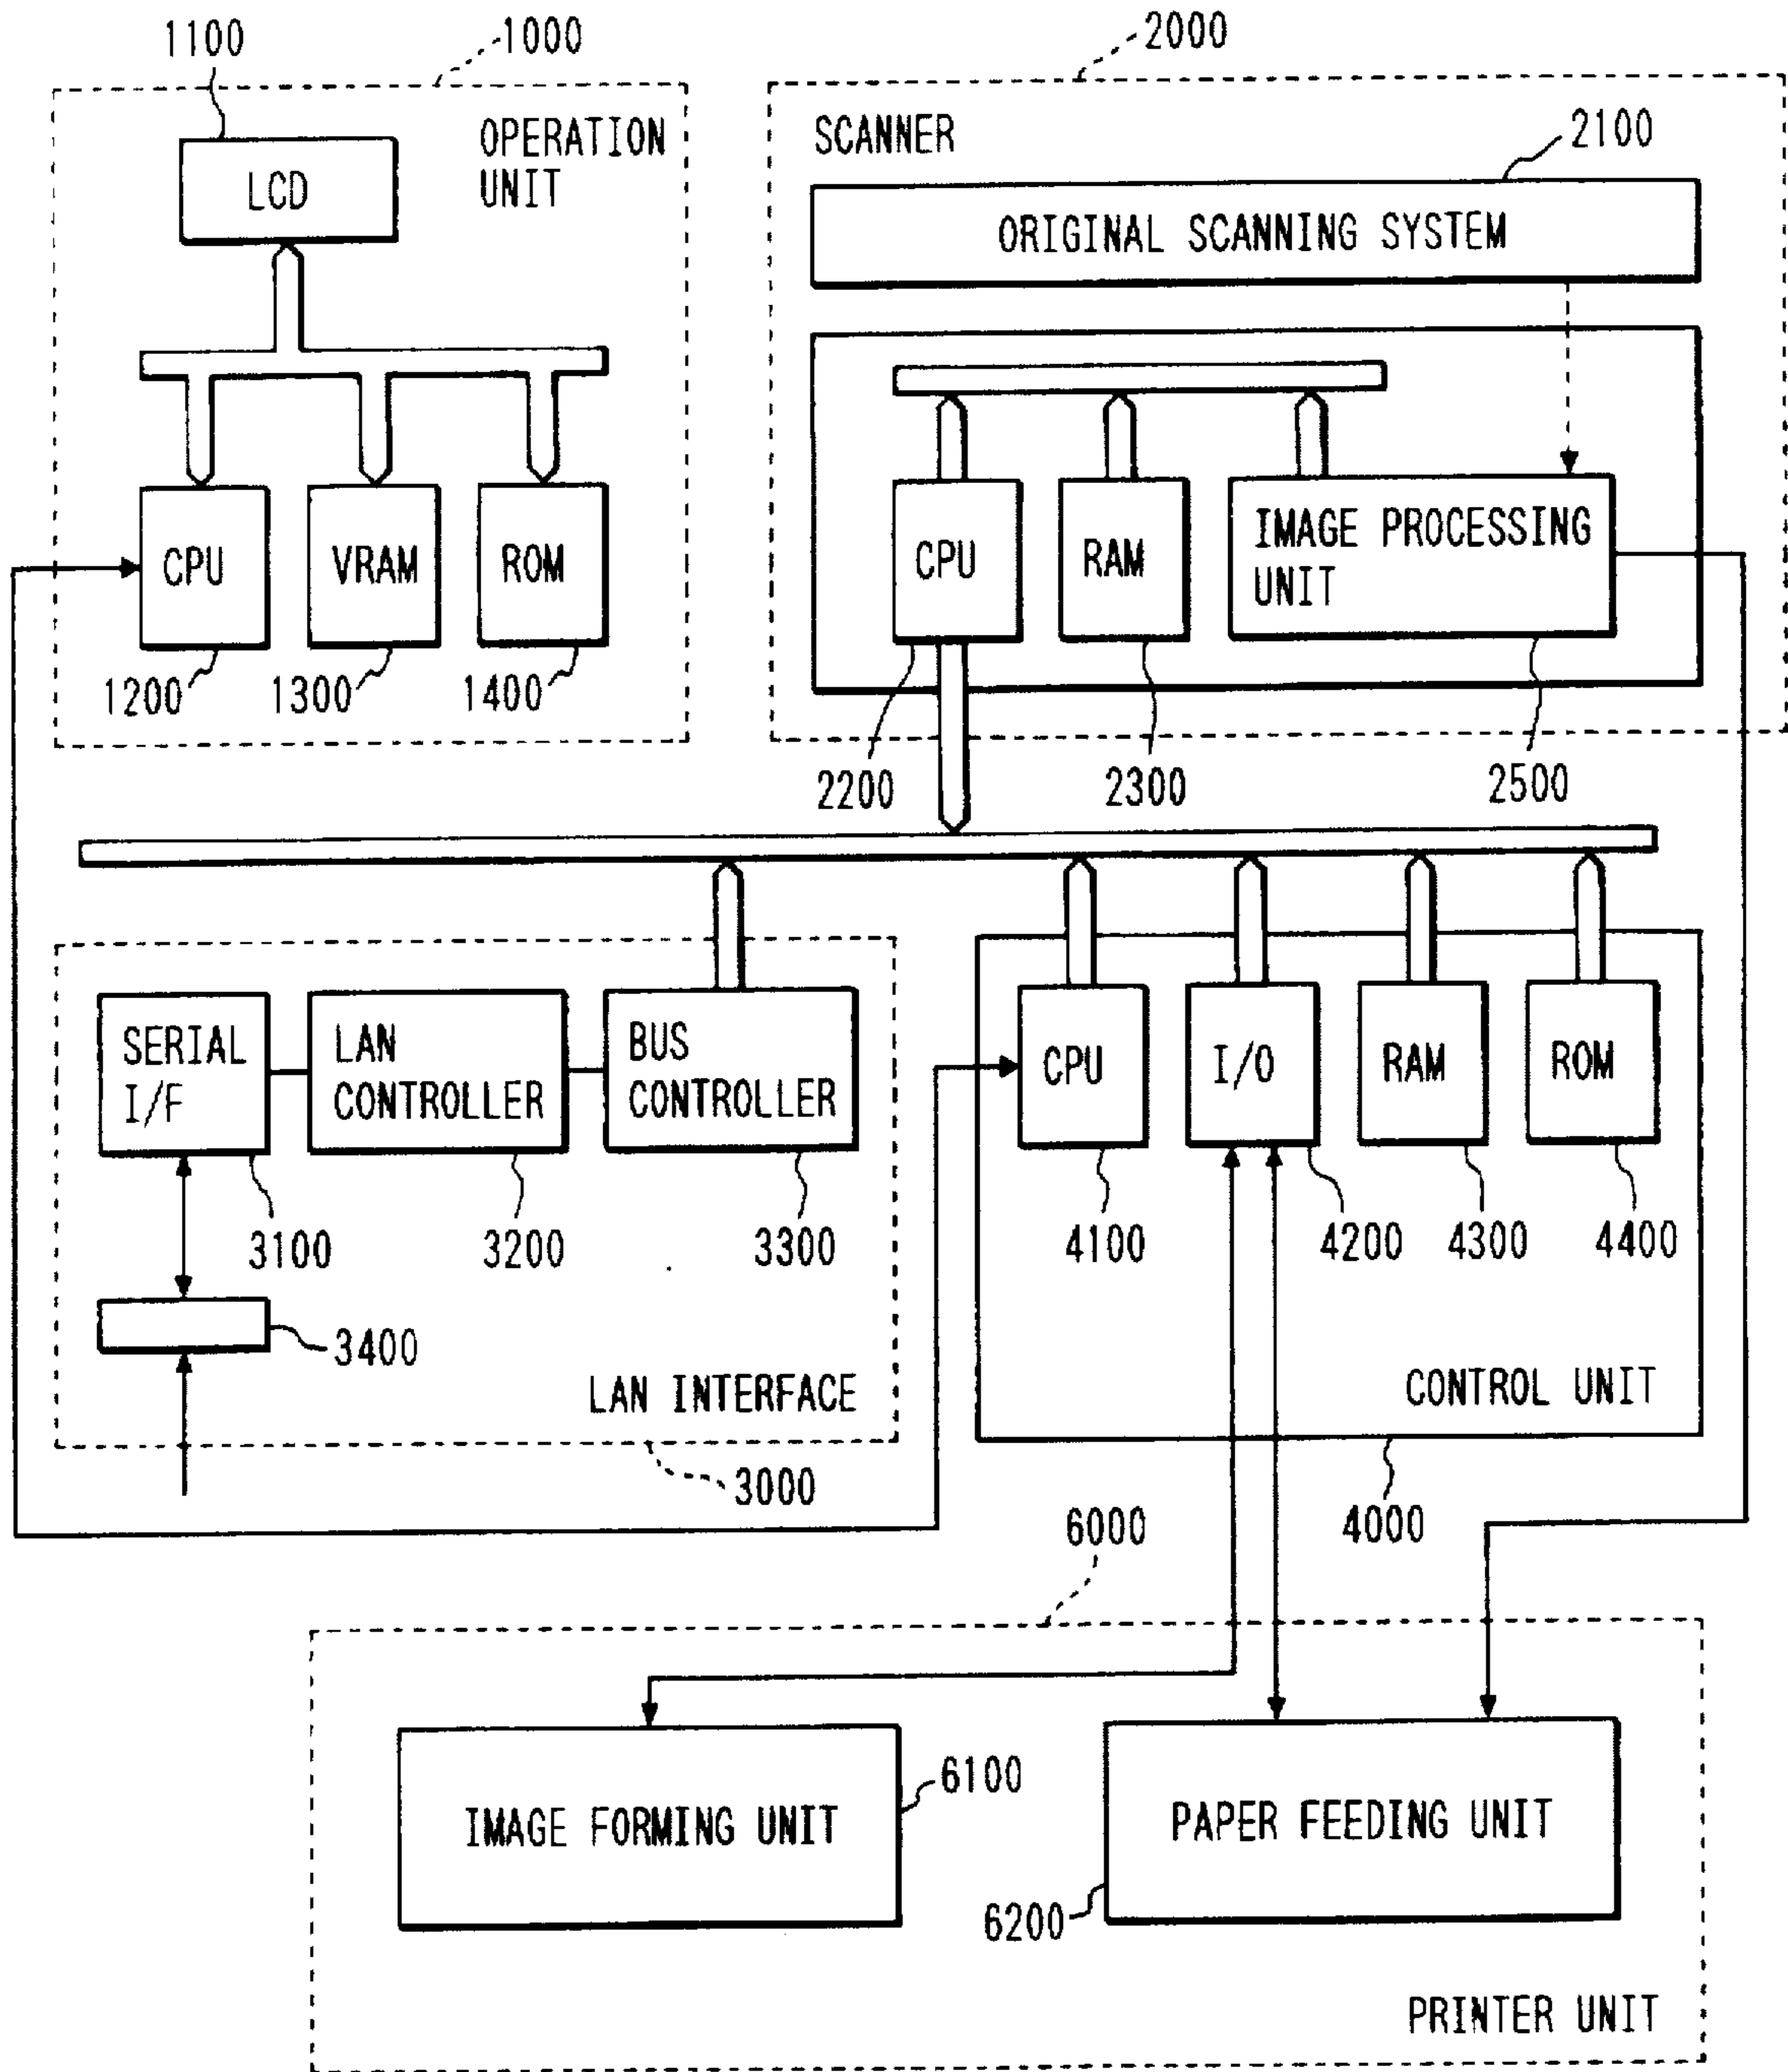 1100
1000
2000
OPERATION
UNIT
LCD
SCANNER
2100
ORIGINAL SCANNING SYSTEM
CPU
VRAM
ROM
CPU
RAM
IMAGE PROCESSING
UNIT
1200
1300
1400
2200
2300
2500
SERIAL
I/F
LAN
CONTROLLER
BUS
CONTROLLER
CPU
I/O
RAM
ROM
3100
3200
3300
4100
4200
4300
4400
3400
LAN INTERFACE
CONTROL UNIT
3000
4000
6000
IMAGE FORMING UNIT
6100
PAPER FEEDING UNIT
6200
PRINTER UNIT